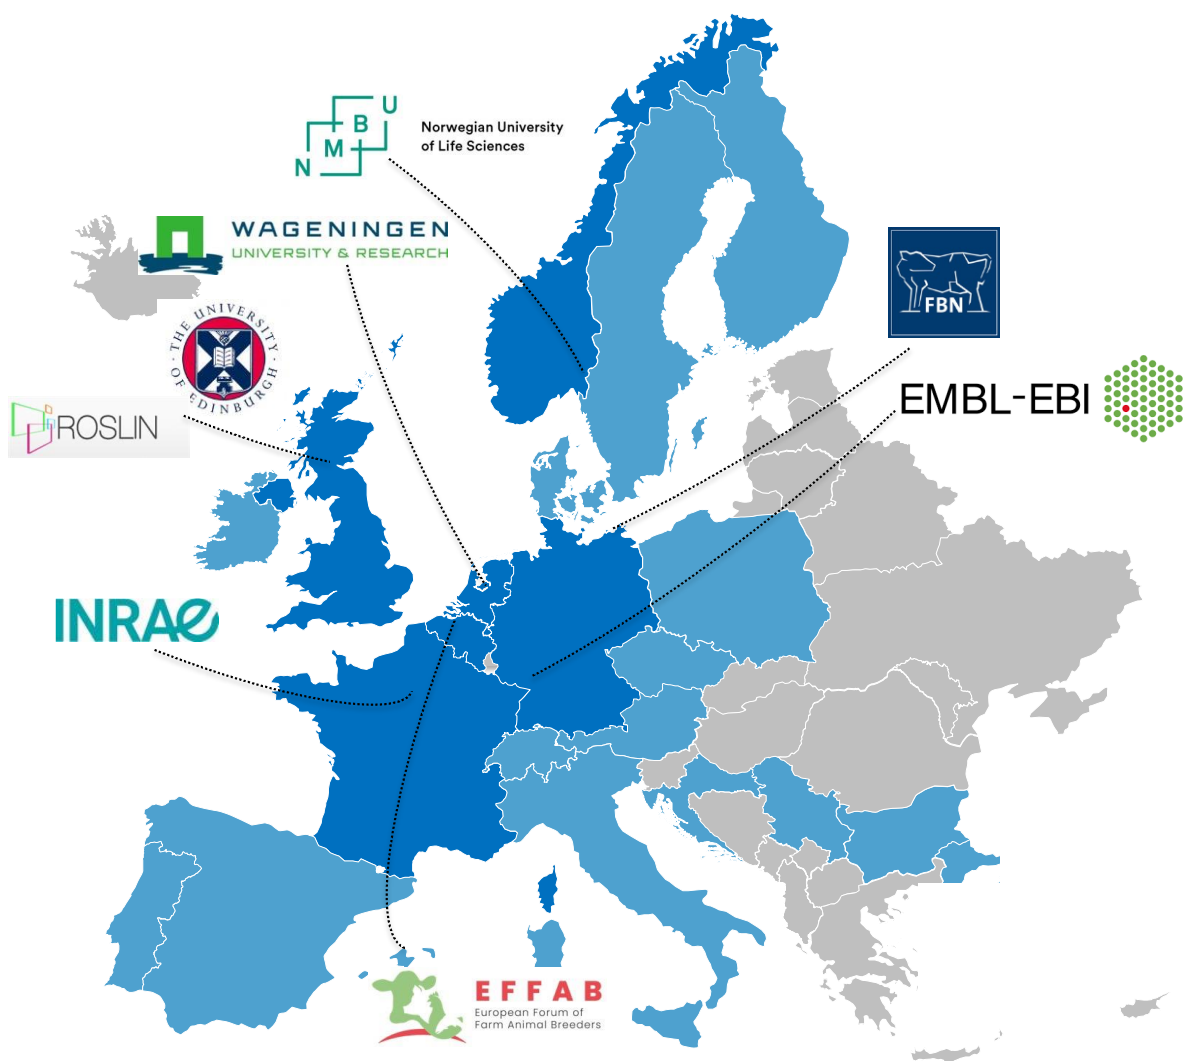 N M B U
Norwegian University
of Life Sciences
WAGENINGEN
UNIVERSITY & RESEARCH
THE UNIVERSITY
OF EDINBURGH
ROSLIN
FBN
EMBL-EBI
INRAE
EFFAB
European Forum of
Farm Animal Breeders